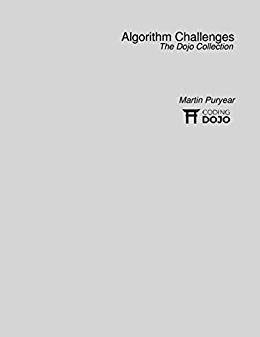 Algorithm Challenges
The Dojo Collection
Martin Puryear
CODING
DOJO